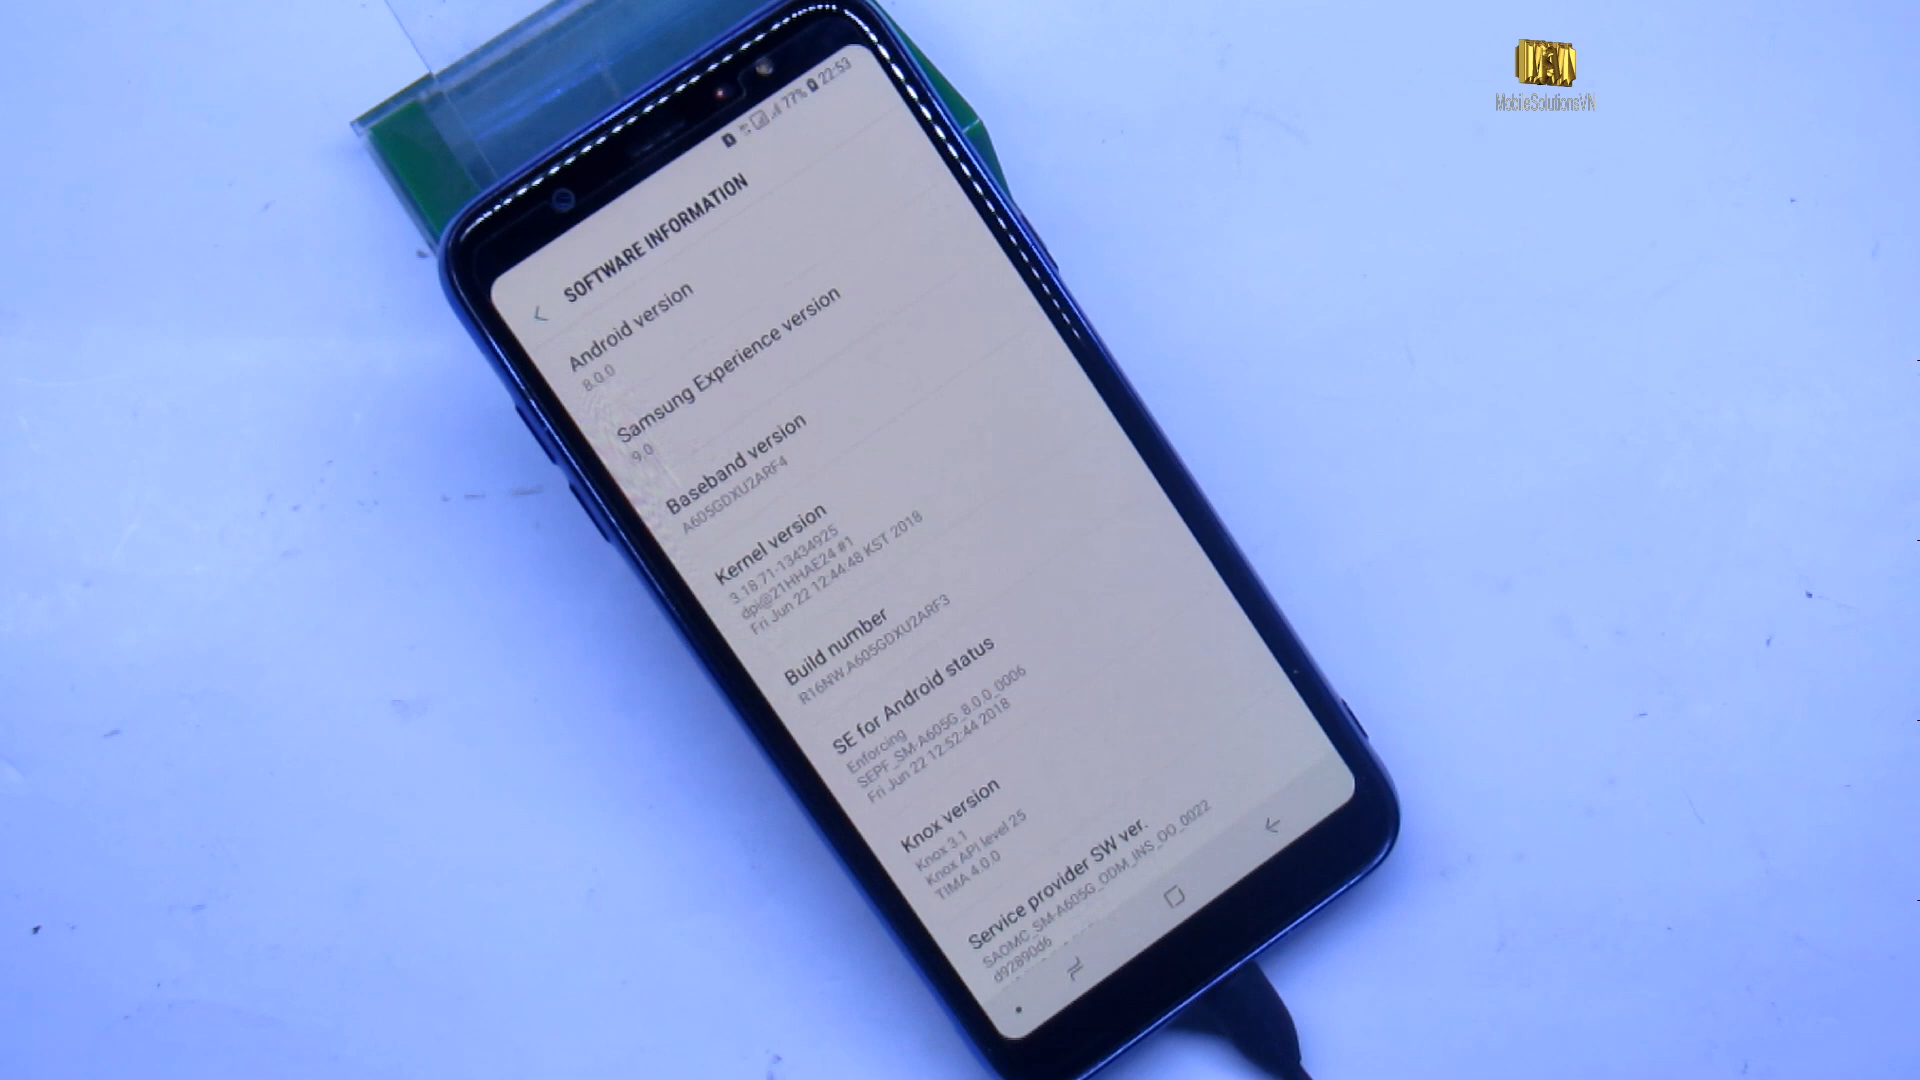 77% 22:53
SOFTWARE INFORMATION
Android version
8.0.0
Samsung Experience version
9.0
Baseband version
A605GDXU2ARF4
Kernel version
3.18.71-13434925
dpi@21HHAE24 #1
Fri Jun 22 12:44:48 KST 2018
Build number
R16NW.A605GDXU2ARF3
SE for Android status
Enforcing
SEPF_SM-A605G_8.0.0_0006
Fri Jun 22 12:52:44 2018
Knox version
Knox 3.1
Knox API level 25
TIMA 4.0.0
Service provider SW ver.
SAOMC_SM-A605G_ODM_INS_OO_0022
d92890d6
MobileSolutionsVN